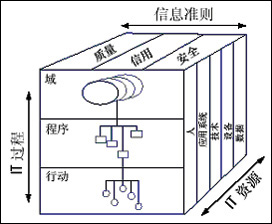 信息准则
质量
信用
安全
域
程序
行动
IT 过程
人
应用系统
技术
设备
数据
IT 资源